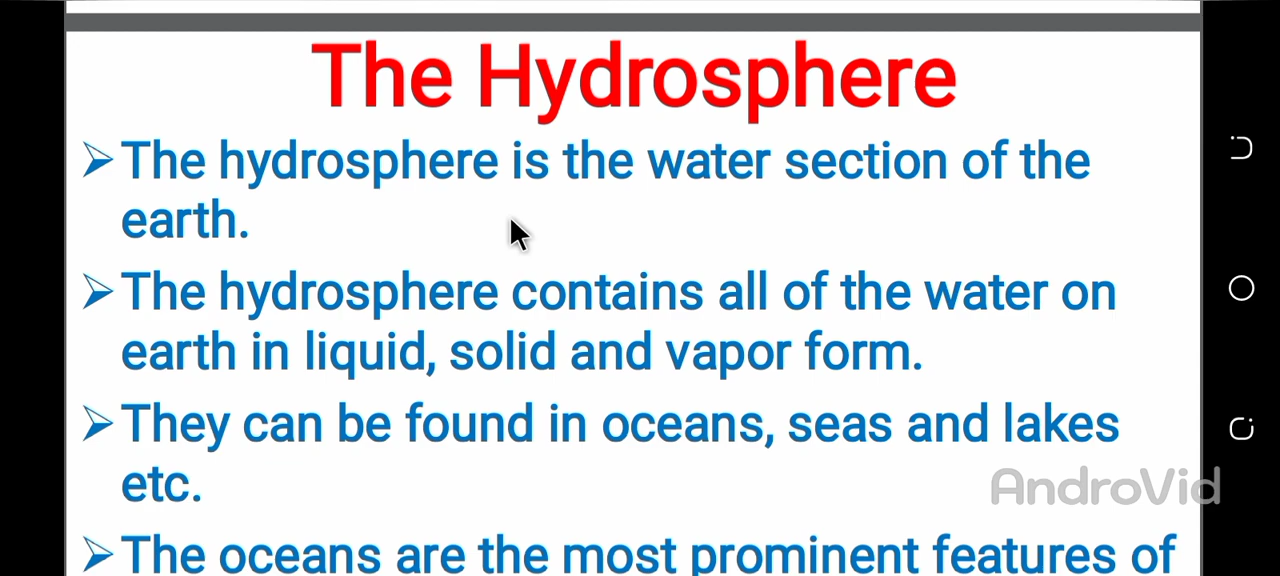 The Hydrosphere
➢ The hydrosphere is the water section of the
earth.
➢ The hydrosphere contains all of the water on
earth in liquid, solid and vapor form.
➢ They can be found in oceans, seas and lakes
etc.
AndroVid
➢ The oceans are the most prominent features of